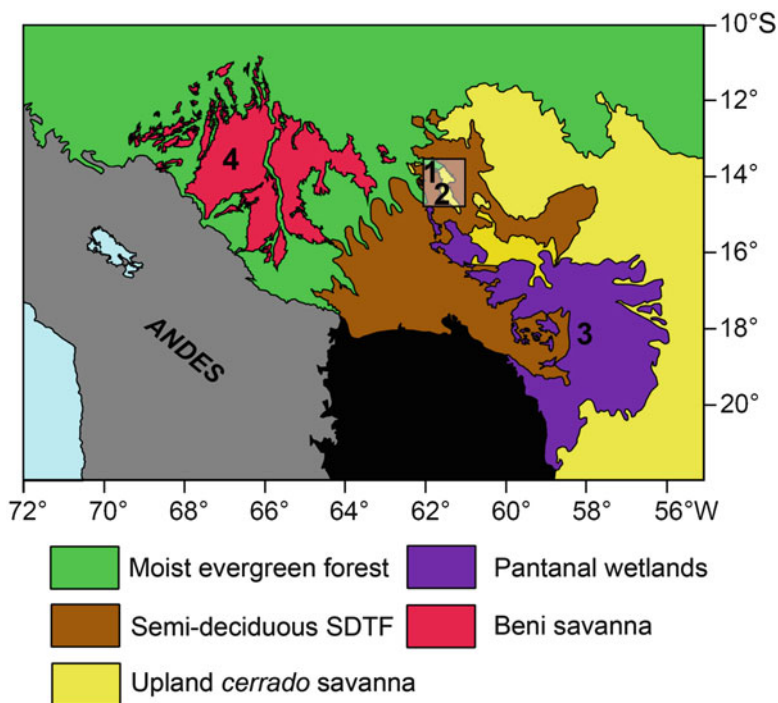 10°S
12°
4
1
14°
2
16°
ANDES
3
18°
20°
72° 70° 68° 66° 64° 62° 60° 58° 56°W
Moist evergreen forest Pantanal wetlands
Semi-deciduous SDTF Beni savanna
Upland cerrado savanna